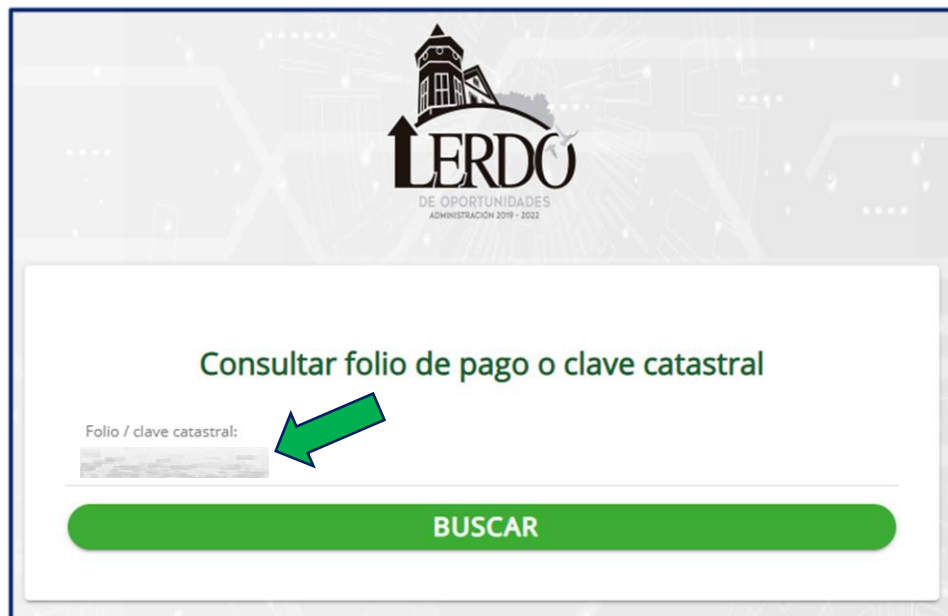 LERDO
DE OPORTUNIDADES
ADMINISTRACIÓN 2019 - 2022
Consultar folio de pago o clave catastral
Folio / clave catastral:
BUSCAR